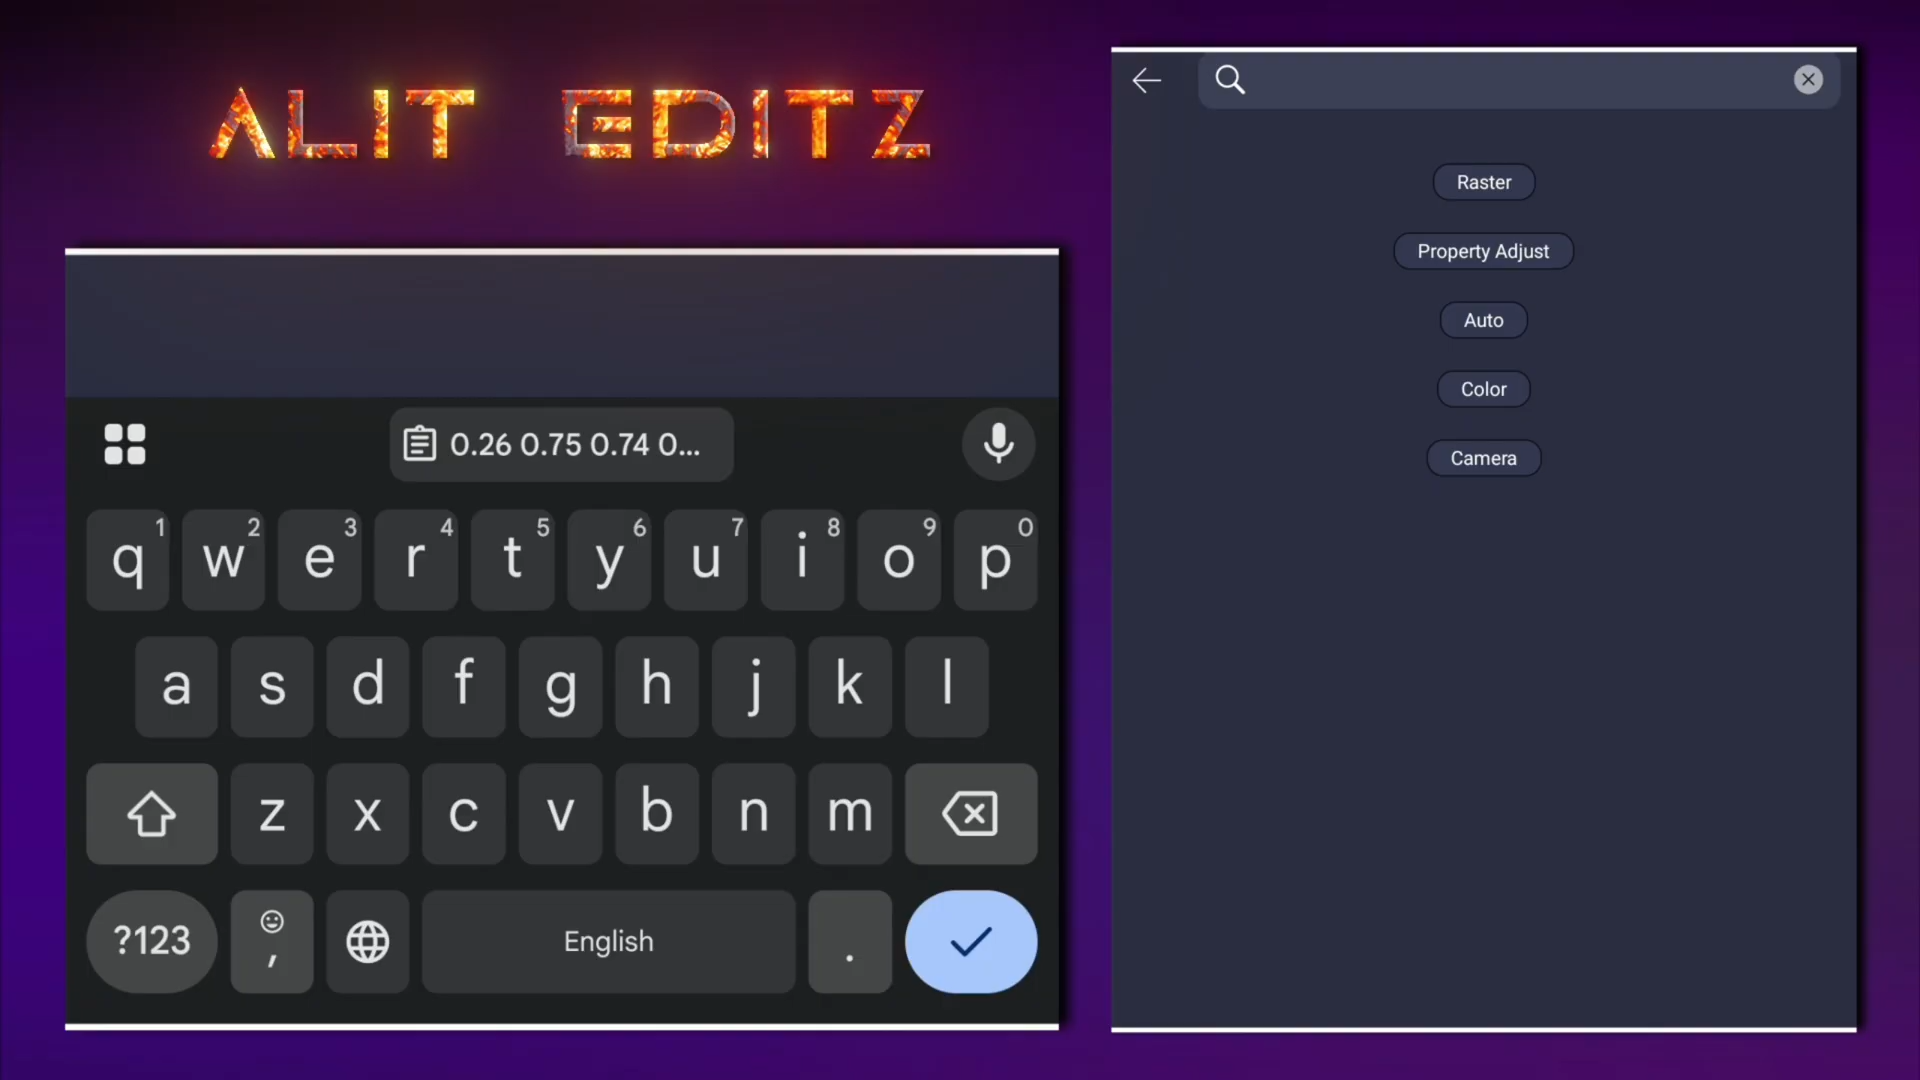 ALIT EDITZ
0.26 0.75 0.74 0...
q 1 w 2 e 3 r 4 t 5 y 6 u 7 i 8 o 9 p 0
a s d f g h j k l
z x c v b n m
?123 , English .
Raster
Property Adjust
Auto
Color
Camera